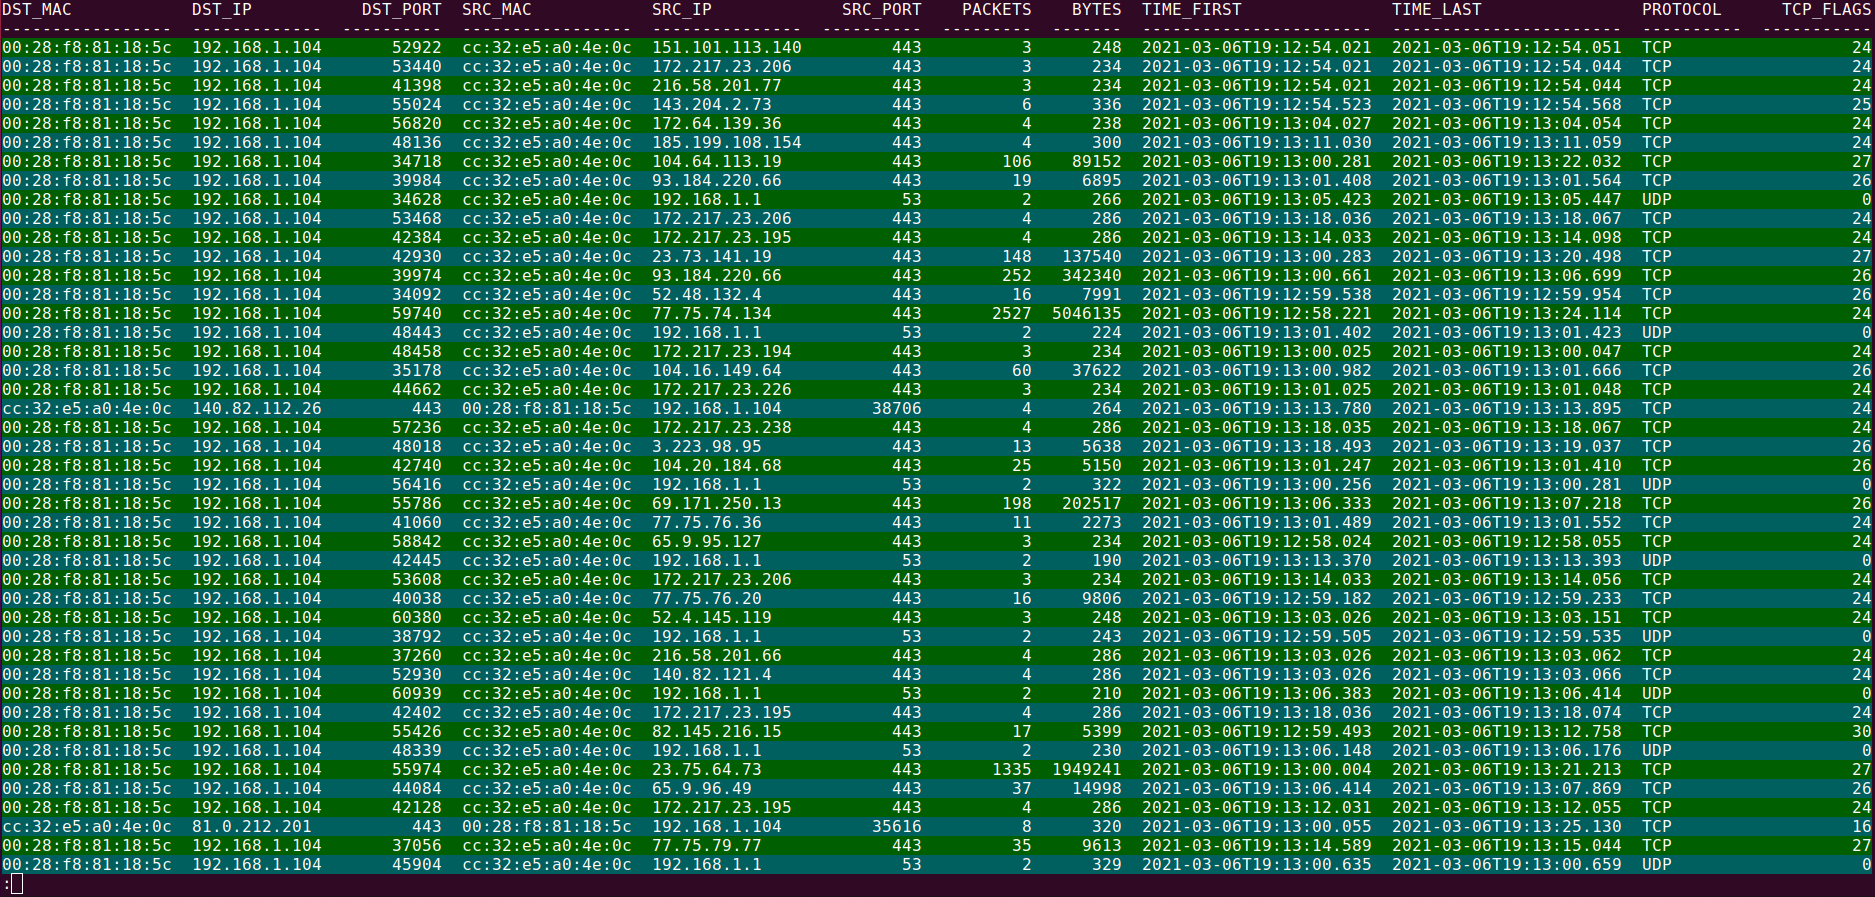 DST_MAC DST_IP DST_PORT SRC_MAC SRC_IP SRC_PORT PACKETS BYTES TIME_FIRST TIME_LAST PROTOCOL TCP_FLAGS
----------------- ------------- ---------- ----------------- --------------- ---------- --------- ------- ----------------------- ----------------------- ---------- -----------
00:28:f8:81:18:5c 192.168.1.104 52922 cc:32:e5:a0:4e:0c 151.101.113.140 443 3 248 2021-03-06T19:12:54.021 2021-03-06T19:12:54.051 TCP 24
00:28:f8:81:18:5c 192.168.1.104 53440 cc:32:e5:a0:4e:0c 172.217.23.206 443 3 234 2021-03-06T19:12:54.021 2021-03-06T19:12:54.044 TCP 24
00:28:f8:81:18:5c 192.168.1.104 41398 cc:32:e5:a0:4e:0c 216.58.201.77 443 3 234 2021-03-06T19:12:54.021 2021-03-06T19:12:54.044 TCP 24
00:28:f8:81:18:5c 192.168.1.104 55024 cc:32:e5:a0:4e:0c 143.204.2.73 443 6 336 2021-03-06T19:12:54.523 2021-03-06T19:12:54.568 TCP 25
00:28:f8:81:18:5c 192.168.1.104 56820 cc:32:e5:a0:4e:0c 172.64.139.36 443 4 238 2021-03-06T19:13:04.027 2021-03-06T19:13:04.054 TCP 24
00:28:f8:81:18:5c 192.168.1.104 48136 cc:32:e5:a0:4e:0c 185.199.108.154 443 4 300 2021-03-06T19:13:11.030 2021-03-06T19:13:11.059 TCP 24
00:28:f8:81:18:5c 192.168.1.104 34718 cc:32:e5:a0:4e:0c 104.64.113.19 443 106 89152 2021-03-06T19:13:00.281 2021-03-06T19:13:22.032 TCP 27
00:28:f8:81:18:5c 192.168.1.104 39984 cc:32:e5:a0:4e:0c 93.184.220.66 443 19 6895 2021-03-06T19:13:01.408 2021-03-06T19:13:01.564 TCP 26
00:28:f8:81:18:5c 192.168.1.104 34628 cc:32:e5:a0:4e:0c 192.168.1.1 53 2 266 2021-03-06T19:13:05.423 2021-03-06T19:13:05.447 UDP 0
00:28:f8:81:18:5c 192.168.1.104 53468 cc:32:e5:a0:4e:0c 172.217.23.206 443 4 286 2021-03-06T19:13:18.036 2021-03-06T19:13:18.067 TCP 24
00:28:f8:81:18:5c 192.168.1.104 42384 cc:32:e5:a0:4e:0c 172.217.23.195 443 4 286 2021-03-06T19:13:14.033 2021-03-06T19:13:14.098 TCP 24
00:28:f8:81:18:5c 192.168.1.104 42930 cc:32:e5:a0:4e:0c 23.73.141.19 443 148 137540 2021-03-06T19:13:00.283 2021-03-06T19:13:20.498 TCP 27
00:28:f8:81:18:5c 192.168.1.104 39974 cc:32:e5:a0:4e:0c 93.184.220.66 443 252 342340 2021-03-06T19:13:00.661 2021-03-06T19:13:06.699 TCP 26
00:28:f8:81:18:5c 192.168.1.104 34092 cc:32:e5:a0:4e:0c 52.48.132.4 443 16 7991 2021-03-06T19:12:59.538 2021-03-06T19:12:59.954 TCP 26
00:28:f8:81:18:5c 192.168.1.104 59740 cc:32:e5:a0:4e:0c 77.75.74.134 443 2527 5046135 2021-03-06T19:12:58.221 2021-03-06T19:13:24.114 TCP 24
00:28:f8:81:18:5c 192.168.1.104 48443 cc:32:e5:a0:4e:0c 192.168.1.1 53 2 224 2021-03-06T19:13:01.402 2021-03-06T19:13:01.423 UDP 0
00:28:f8:81:18:5c 192.168.1.104 48458 cc:32:e5:a0:4e:0c 172.217.23.194 443 3 234 2021-03-06T19:13:00.025 2021-03-06T19:13:00.047 TCP 24
00:28:f8:81:18:5c 192.168.1.104 35178 cc:32:e5:a0:4e:0c 104.16.149.64 443 60 37622 2021-03-06T19:13:00.982 2021-03-06T19:13:01.666 TCP 26
00:28:f8:81:18:5c 192.168.1.104 44662 cc:32:e5:a0:4e:0c 172.217.23.226 443 3 234 2021-03-06T19:13:01.025 2021-03-06T19:13:01.048 TCP 24
cc:32:e5:a0:4e:0c 140.82.112.26 443 00:28:f8:81:18:5c 192.168.1.104 38706 4 264 2021-03-06T19:13:13.780 2021-03-06T19:13:13.895 TCP 24
00:28:f8:81:18:5c 192.168.1.104 57236 cc:32:e5:a0:4e:0c 172.217.23.238 443 4 286 2021-03-06T19:13:18.035 2021-03-06T19:13:18.067 TCP 24
00:28:f8:81:18:5c 192.168.1.104 48018 cc:32:e5:a0:4e:0c 3.223.98.95 443 13 5638 2021-03-06T19:13:18.493 2021-03-06T19:13:19.037 TCP 26
00:28:f8:81:18:5c 192.168.1.104 42740 cc:32:e5:a0:4e:0c 104.20.184.68 443 25 5150 2021-03-06T19:13:01.247 2021-03-06T19:13:01.410 TCP 26
00:28:f8:81:18:5c 192.168.1.104 56416 cc:32:e5:a0:4e:0c 192.168.1.1 53 2 322 2021-03-06T19:13:00.256 2021-03-06T19:13:00.281 UDP 0
00:28:f8:81:18:5c 192.168.1.104 55786 cc:32:e5:a0:4e:0c 69.171.250.13 443 198 202517 2021-03-06T19:13:06.333 2021-03-06T19:13:07.218 TCP 26
00:28:f8:81:18:5c 192.168.1.104 41060 cc:32:e5:a0:4e:0c 77.75.76.36 443 11 2273 2021-03-06T19:13:01.489 2021-03-06T19:13:01.552 TCP 24
00:28:f8:81:18:5c 192.168.1.104 58842 cc:32:e5:a0:4e:0c 65.9.95.127 443 3 234 2021-03-06T19:12:58.024 2021-03-06T19:12:58.055 TCP 24
00:28:f8:81:18:5c 192.168.1.104 42445 cc:32:e5:a0:4e:0c 192.168.1.1 53 2 190 2021-03-06T19:13:13.370 2021-03-06T19:13:13.393 UDP 0
00:28:f8:81:18:5c 192.168.1.104 53608 cc:32:e5:a0:4e:0c 172.217.23.206 443 3 234 2021-03-06T19:13:14.033 2021-03-06T19:13:14.056 TCP 24
00:28:f8:81:18:5c 192.168.1.104 40038 cc:32:e5:a0:4e:0c 77.75.76.20 443 16 9806 2021-03-06T19:12:59.182 2021-03-06T19:12:59.233 TCP 24
00:28:f8:81:18:5c 192.168.1.104 60380 cc:32:e5:a0:4e:0c 52.4.145.119 443 3 248 2021-03-06T19:13:03.026 2021-03-06T19:13:03.151 TCP 24
00:28:f8:81:18:5c 192.168.1.104 38792 cc:32:e5:a0:4e:0c 192.168.1.1 53 2 243 2021-03-06T19:12:59.505 2021-03-06T19:12:59.535 UDP 0
00:28:f8:81:18:5c 192.168.1.104 37260 cc:32:e5:a0:4e:0c 216.58.201.66 443 4 286 2021-03-06T19:13:03.026 2021-03-06T19:13:03.062 TCP 24
00:28:f8:81:18:5c 192.168.1.104 52930 cc:32:e5:a0:4e:0c 140.82.121.4 443 4 286 2021-03-06T19:13:03.026 2021-03-06T19:13:03.066 TCP 24
00:28:f8:81:18:5c 192.168.1.104 60939 cc:32:e5:a0:4e:0c 192.168.1.1 53 2 210 2021-03-06T19:13:06.383 2021-03-06T19:13:06.414 UDP 0
00:28:f8:81:18:5c 192.168.1.104 42402 cc:32:e5:a0:4e:0c 172.217.23.195 443 4 286 2021-03-06T19:13:18.036 2021-03-06T19:13:18.074 TCP 24
00:28:f8:81:18:5c 192.168.1.104 55426 cc:32:e5:a0:4e:0c 82.145.216.15 443 17 5399 2021-03-06T19:12:59.493 2021-03-06T19:13:12.758 TCP 30
00:28:f8:81:18:5c 192.168.1.104 48339 cc:32:e5:a0:4e:0c 192.168.1.1 53 2 230 2021-03-06T19:13:06.148 2021-03-06T19:13:06.176 UDP 0
00:28:f8:81:18:5c 192.168.1.104 55974 cc:32:e5:a0:4e:0c 23.75.64.73 443 1335 1949241 2021-03-06T19:13:00.004 2021-03-06T19:13:21.213 TCP 27
00:28:f8:81:18:5c 192.168.1.104 44084 cc:32:e5:a0:4e:0c 65.9.96.49 443 37 14998 2021-03-06T19:13:06.414 2021-03-06T19:13:07.869 TCP 26
00:28:f8:81:18:5c 192.168.1.104 42128 cc:32:e5:a0:4e:0c 172.217.23.195 443 4 286 2021-03-06T19:13:12.031 2021-03-06T19:13:12.055 TCP 24
cc:32:e5:a0:4e:0c 81.0.212.201 443 00:28:f8:81:18:5c 192.168.1.104 35616 8 320 2021-03-06T19:13:00.055 2021-03-06T19:13:25.130 TCP 16
00:28:f8:81:18:5c 192.168.1.104 37056 cc:32:e5:a0:4e:0c 77.75.79.77 443 35 9613 2021-03-06T19:13:14.589 2021-03-06T19:13:15.044 TCP 27
00:28:f8:81:18:5c 192.168.1.104 45904 cc:32:e5:a0:4e:0c 192.168.1.1 53 2 329 2021-03-06T19:13:00.635 2021-03-06T19:13:00.659 UDP 0
: